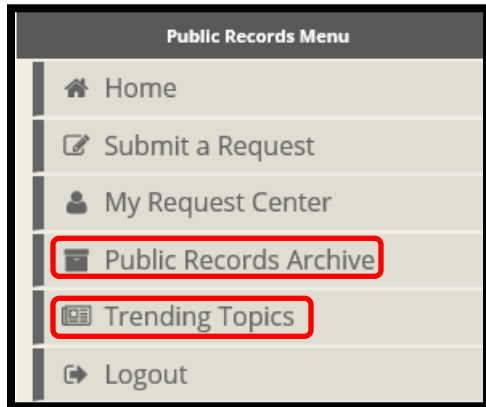 Public Records Menu
Home
Submit a Request
My Request Center
Public Records Archive
Trending Topics
Logout